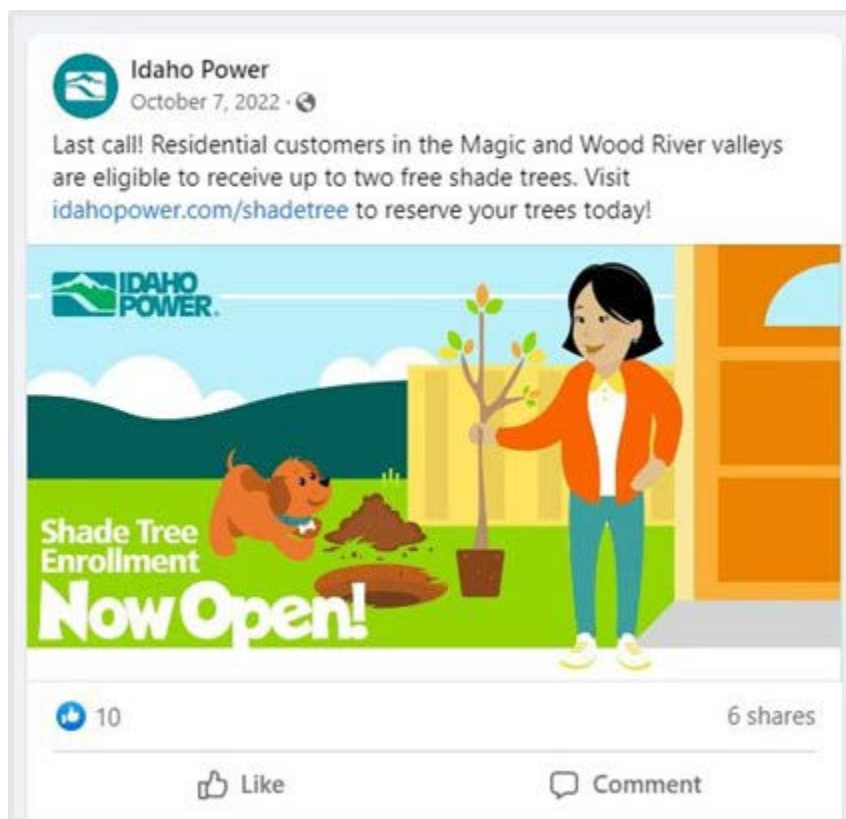 Idaho Power
October 7, 2022 ·
Last call! Residential customers in the Magic and Wood River valleys
are eligible to receive up to two free shade trees. Visit
idahopower.com/shadetree to reserve your trees today!
IDAHO
POWER.
Shade Tree
Enrollment
Now Open!
10
6 shares
Like
Comment